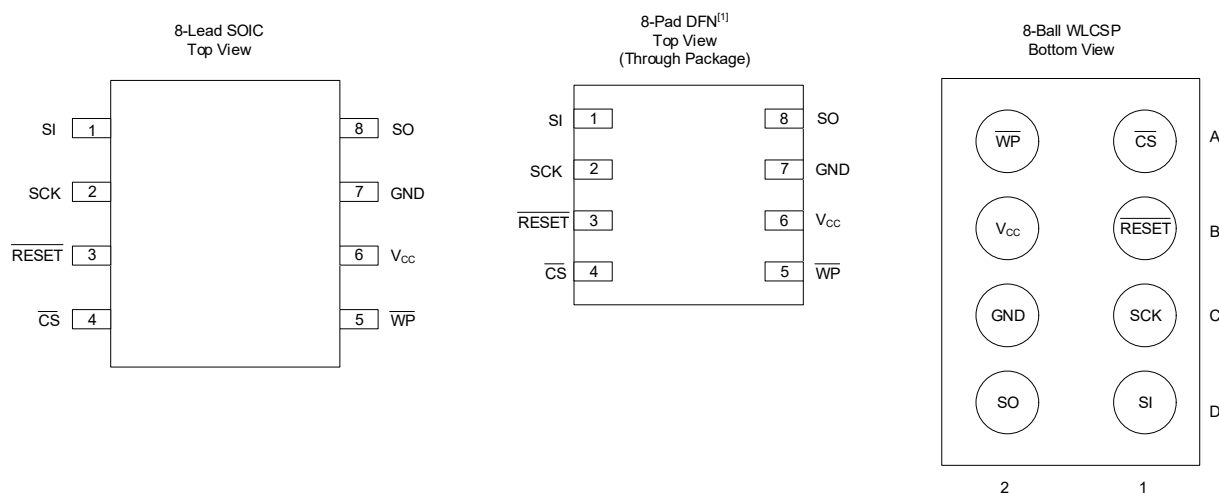 8-Lead SOIC
Top View
SI 1 8 SO
SCK 2 7 GND
RESET 3 6 VCC
CS 4 5 WP
8-Pad DFN[1]
Top View
(Through Package)
SI 1 8 SO
SCK 2 7 GND
RESET 3 6 VCC
CS 4 5 WP
8-Ball WLCSP
Bottom View
WP CS A
VCC RESET B
GND SCK C
SO SI D
2 1